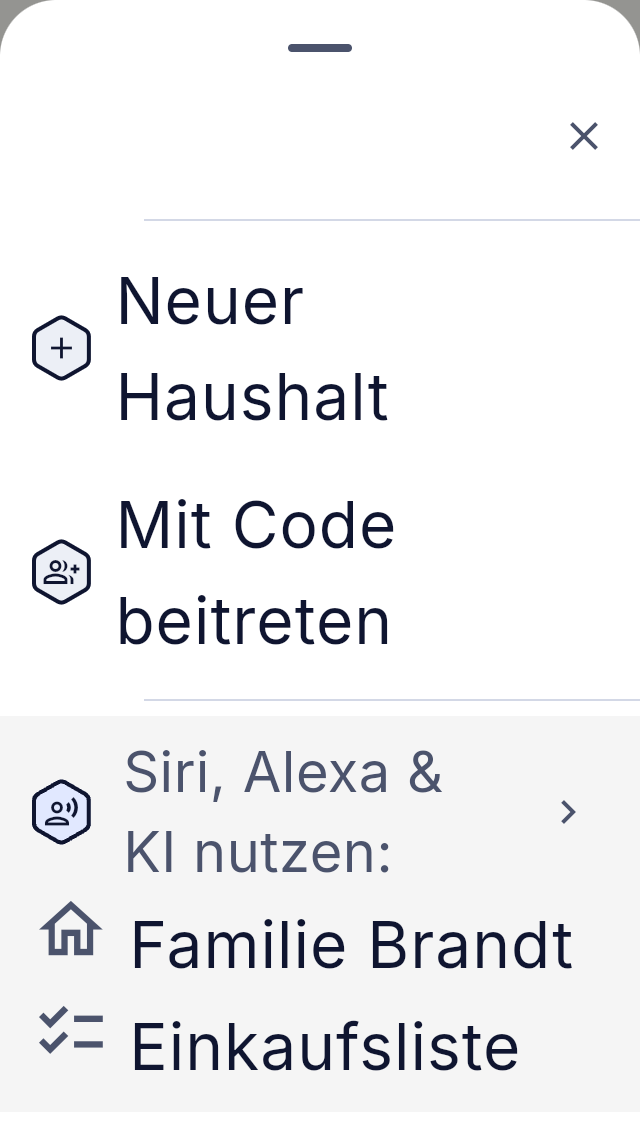 Neuer
Haushalt
Mit Code
beitreten
Siri, Alexa &
KI nutzen:
Familie Brandt
Einkaufsliste